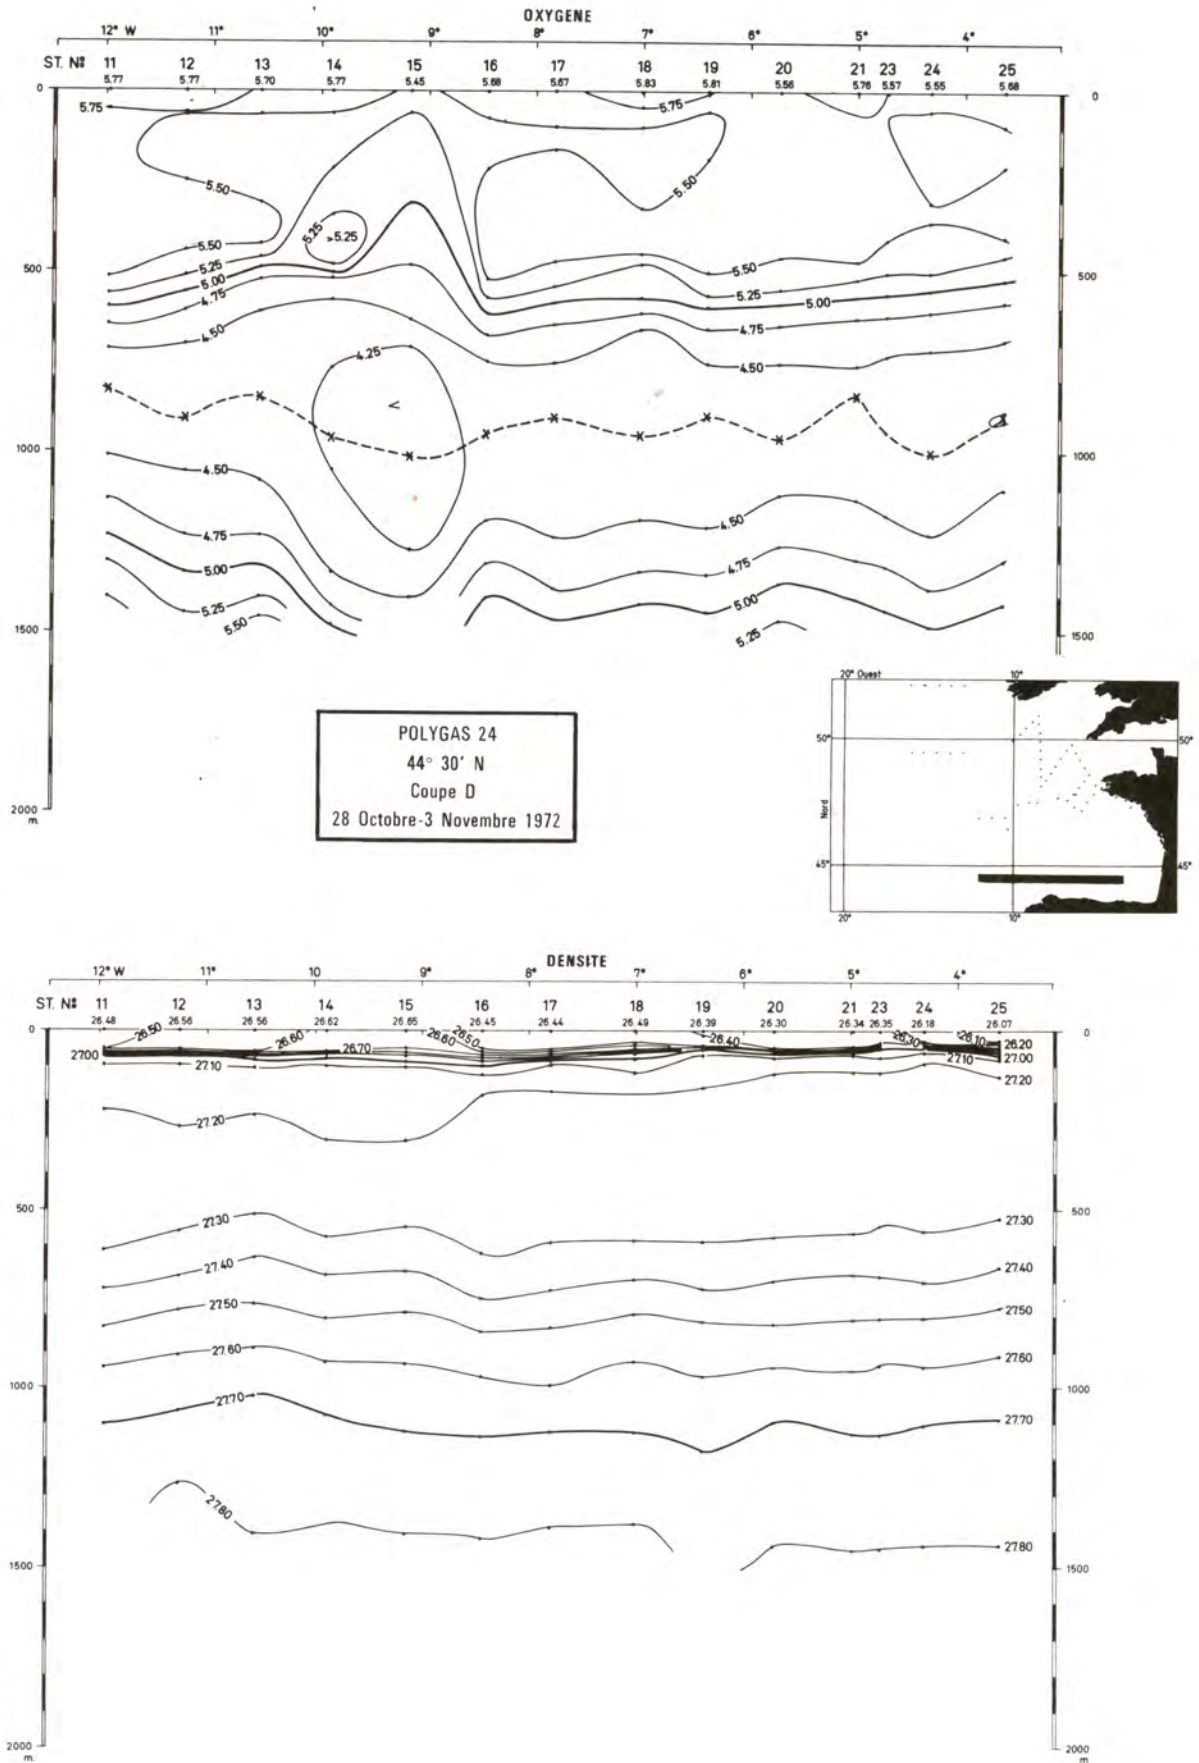 OXYGENE
12° W 11° 10° 9° 8° 7° 6° 5° 4°
ST. Nº 11 12 13 14 15 16 17 18 19 20 21 23 24 25
5.77 5.77 5.70 5.77 5.45 5.68 5.67 5.83 5.81 5.56 5.76 5.57 5.55 5.68
0 0
5.75 5.75
5.50 5.50
5.25 >5.25
5.50 5.50
500 5.25 500
5.00 5.25 5.00
4.75 4.75
4.50 4.50
4.25
<
1000 1000
4.50
4.50
4.75 4.75
5.00 5.00
5.25
5.50 5.25
1500 1500
2000
m.
POLYGAS 24
44° 30' N
Coupe D
28 Octobre-3 Novembre 1972
20° Ouest 10°
50° 50°
Nord
45° 45°
20° 10°
DENSITE
12° W 11° 10 9° 8° 7° 6° 5° 4°
ST. Nº 11 12 13 14 15 16 17 18 19 20 21 23 24 25
26.48 26.56 26.56 26.62 26.65 26.45 26.44 26.49 26.39 26.30 26.34 26.35 26.18 26.07
0 26.50 26.60 26.60 26.50 26.40 26.30 26.10 0
26.20
27.00 26.70 27.00
27.10 27.10
27.20
27.20
500 27.30 27.30 500
27.40 27.40
27.50 27.50
27.60 27.60
1000 1000
27.70 27.70
27.80 27.80
1500 1500
2000 2000
m. m.